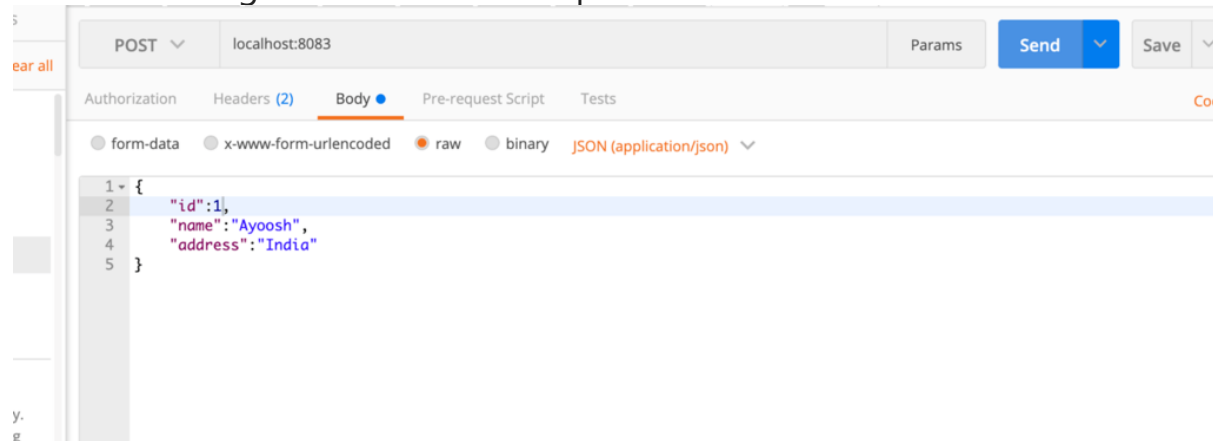 POST localhost:8083 Params Send Save
ear all
Authorization Headers (2) Body Pre-request Script Tests
form-data x-www-form-urlencoded raw binary JSON (application/json)
1 {
2 "id":1,
3 "name":"Ayoosh",
4 "address":"India"
5 }
y.